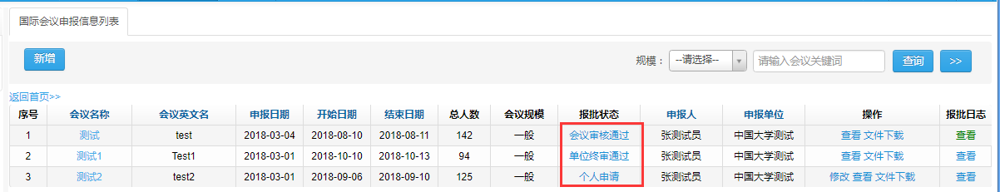 国际会议申报信息列表
新增 规模： --请选择-- 请输入会议关键词 查询 >>
返回首页>>
序号 会议名称 会议英文名 申报日期 开始日期 结束日期 总人数 会议规模 报批状态 申报人 申报单位 操作 报批日志
1 测试 test 2018-03-04 2018-08-10 2018-08-11 142 一般 会议审核通过 张测试员 中国大学测试 查看 文件下载 查看
2 测试1 Test1 2018-03-01 2018-10-10 2018-10-13 94 一般 单位终审通过 张测试员 中国大学测试 查看 文件下载 查看
3 测试2 test2 2018-03-01 2018-09-06 2018-09-10 125 一般 个人申请 张测试员 中国大学测试 修改 查看 文件下载 查看